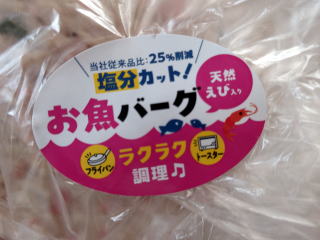 当社従来品比:25%削減
塩分カット!
お魚バーグ
天然
えび入り
ラクラク
調理♫
フライパン
トースター